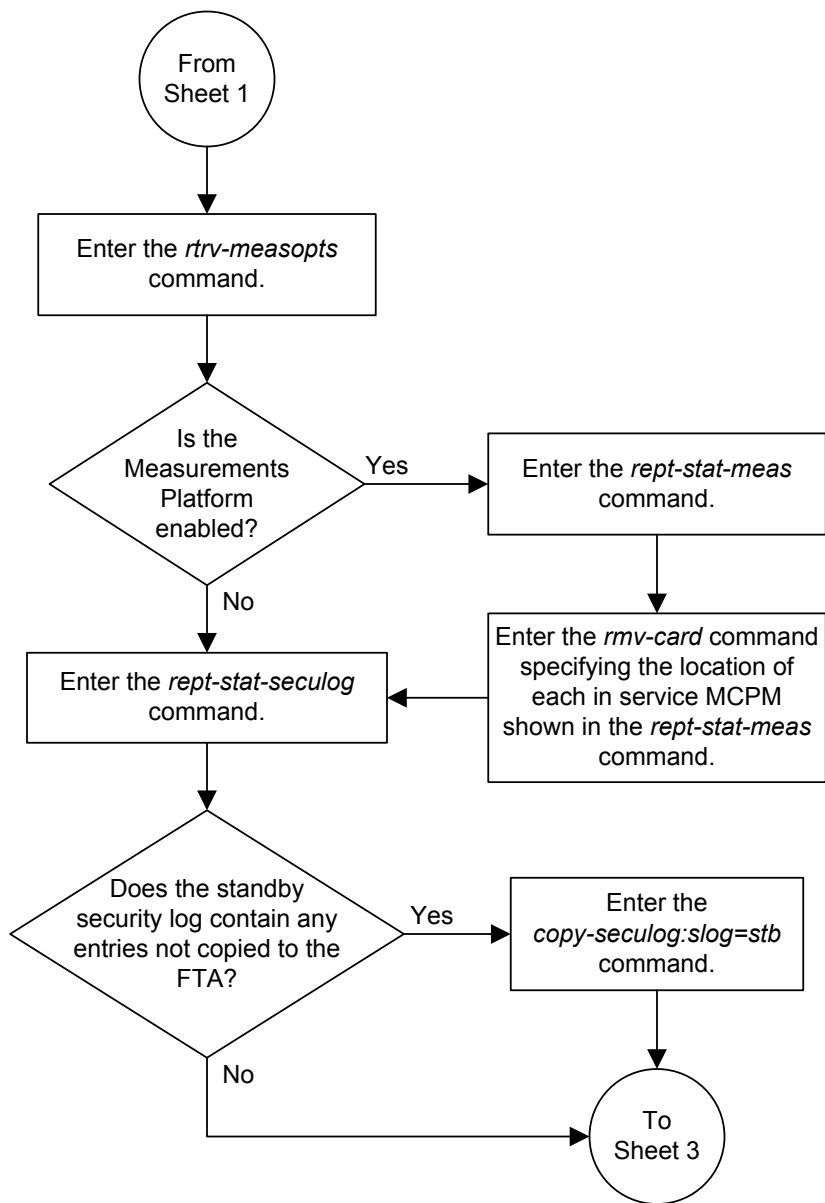 From
Sheet 1
Enter the rtrv-measopts
command.
Is the
Measurements
Platform
enabled?
Yes
Enter the rept-stat-meas
command.
No
Enter the rmv-card command
specifying the location of
each in service MCPM
shown in the rept-stat-meas
command.
Enter the rept-stat-seculog
command.
Does the standby
security log contain any
entries not copied to the
FTA?
Yes
Enter the
copy-seculog:slog=stb
command.
No
To
Sheet 3